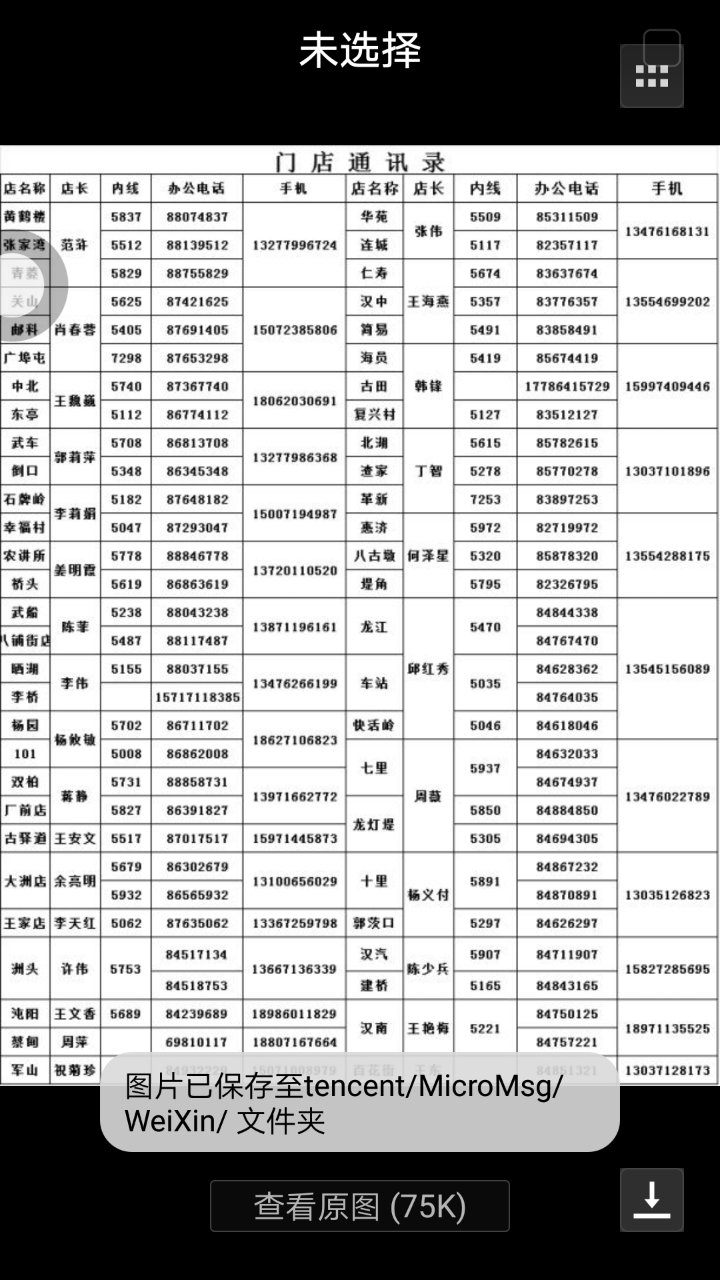 未选择
门店通讯录
店名称 店长 内线 办公电话 手机 店名称 店长 内线 办公电话 手机
黄鹤楼 5837 88074837 华苑 5509 85311509
范 张伟 13476168131
张家湾 5512 88139512 13277996724 连城 5117 82357117
青菱 5829 88755829 仁寿 5674 83637674
关山 5625 87421625 汉中 王海燕 5357 83776357 13554699202
邮科 肖春蓉 5405 87691405 15072385806 简易 5491 83858491
广埠屯 7298 87653298 海员 5419 85674419
中北 5740 87367740 古田 韩锋 17786415729 15997409446
王魏巍 18062030691
东亭 5112 86774112 复兴村 5127 83512127
武车 5708 86813708 北湖 5615 85782615
郭莉萍 13277986368
倒口 5348 86345348 渣家 丁智 5278 85770278 13037101896
石牌岭 5182 87648182 革新 7253 83897253
李莉娟 15007194987
幸福村 5047 87293047 惠济 5972 82719972
农讲所 5778 88846778 八古墩 何泽星 5320 85878320 13554288175
姜明霞 13720110520
桥头 5619 86863619 堤角 5795 82326795
武船 5238 88043238 84844338
陈菲 13871196161 龙江 5470
八铺街店 5487 88117487 84767470
晒湖 5155 88037155 邱红秀 84628362 13545156089
李伟 13476266199 车站 5035
李桥 15717118385 84764035
杨园 5702 86711702 快活岭 5046 84618046
杨敏 18627106823
101 5008 86862008 84632033
七里 5937
双柏 5731 88858731 84674937
蒋静 13971662772 周薇 13476022789
厂前店 5827 86391827 龙灯堤 5850 84884850
古驿道 王安文 5517 87017517 15971445873 5305 84694305
5679 86302679 84867232
大洲店 余亮明 13100656029 十里 5891
5932 86565932 杨义付 84870891 13035126823
王家店 李天红 5062 87635062 13367259798 郭茨口 5297 84626297
84517134 汉汽 5907 84711907
洲头 许伟 5753 13667136339 陈少兵 15827285695
84518753 建桥 5165 84843165
沌阳 王文香 5689 84239689 18986011829 84750125
汉南 王艳梅 5221 18971135525
蔡甸 周萍 69810117 18807167664 84757221
军山 祝菊珍 84932220 15071008979 百花街 王东 84851321 13037128173
图片已保存至tencent/MicroMsg/
WeiXin/ 文件夹
查看原图 (75K)